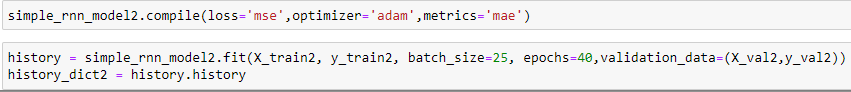 simple_rnn_model2.compile(loss='mse',optimizer='adam',metrics='mae')
history = simple_rnn_model2.fit(X_train2, y_train2, batch_size=25, epochs=40,validation_data=(X_val2,y_val2))
history_dict2 = history.history